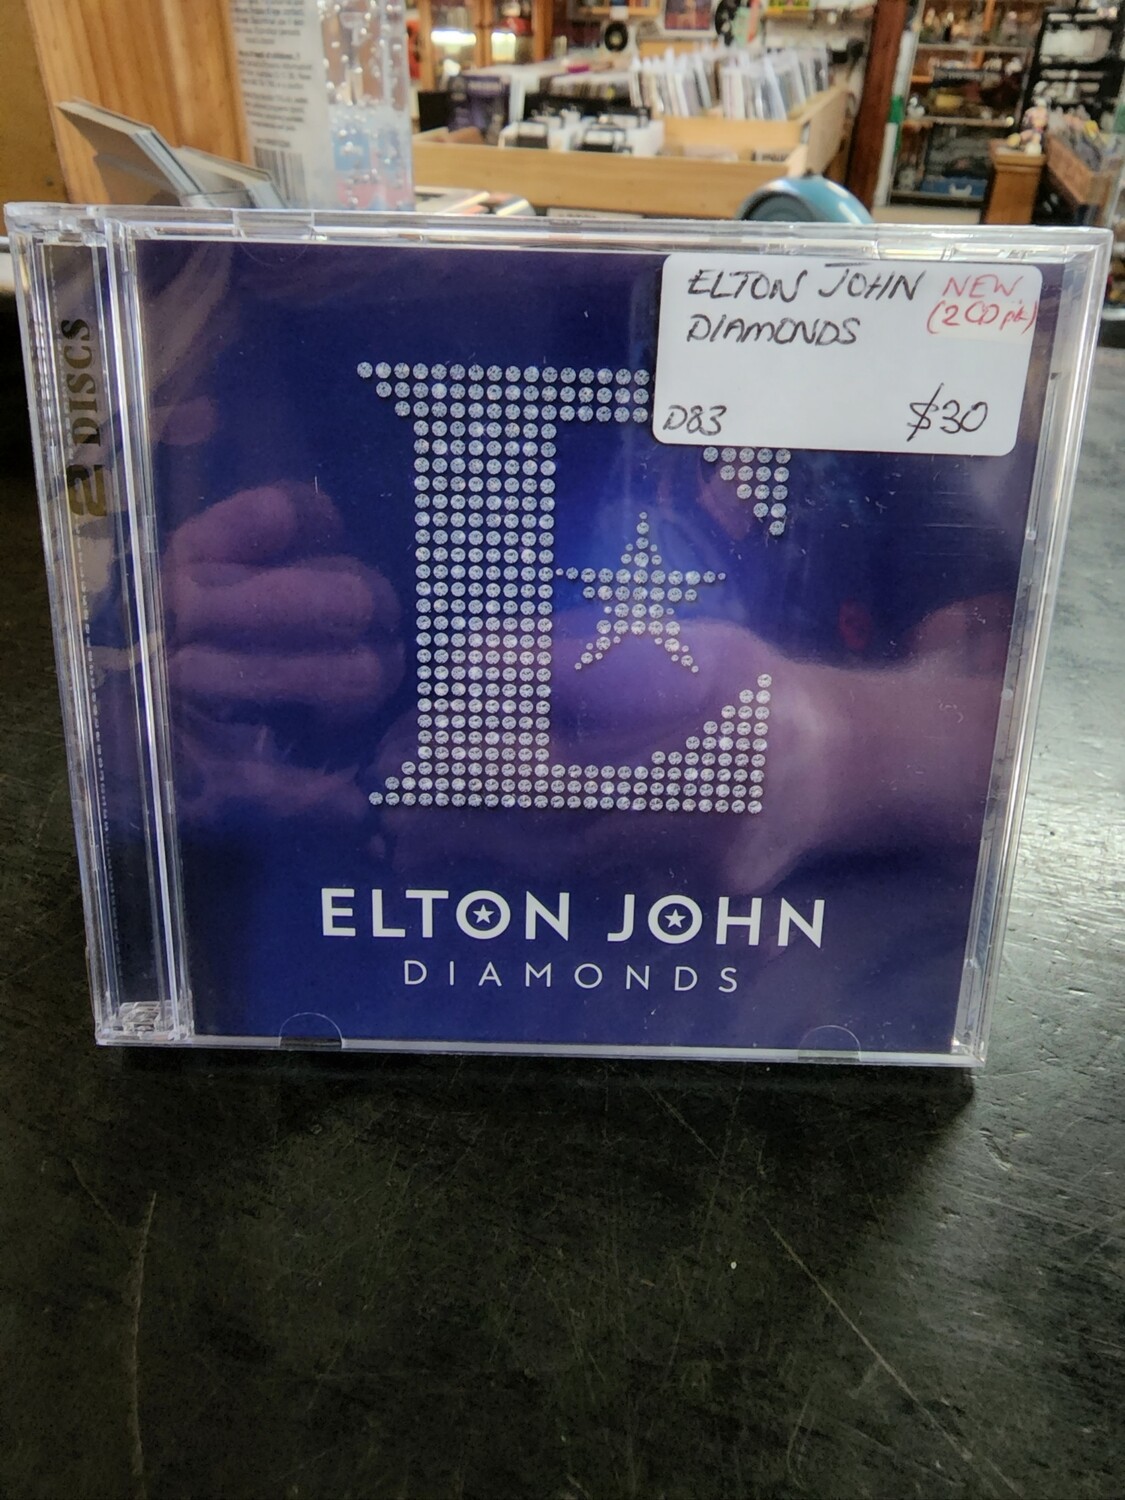 ELTON JOHN NEW
DIAMONDS (2CD pk)
D83 $30
2 DISCS
ELTON JOHN
DIAMONDS